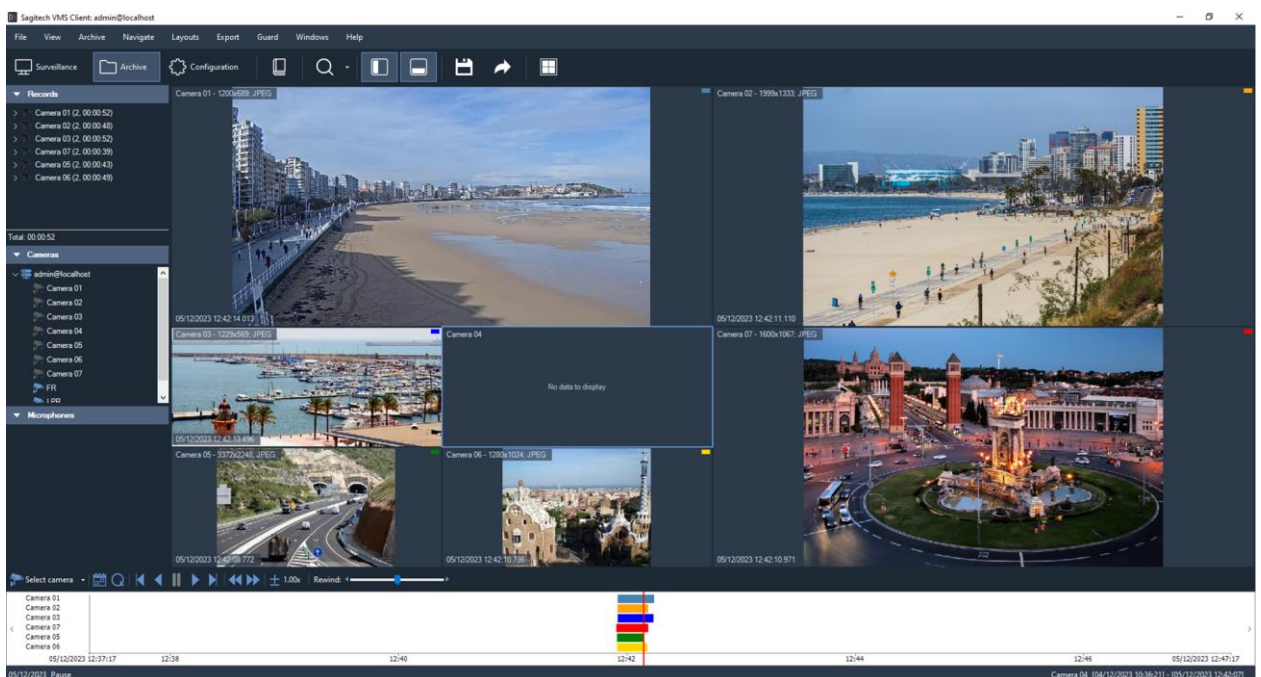 Sagitech VMS Client: admin@localhost
File View Archive Navigate Layouts Export Guard Windows Help
Surveillance Archive Configuration
Records
Camera 01 (2, 00:00:52)
Camera 02 (2, 00:00:48)
Camera 03 (2, 00:00:52)
Camera 07 (2, 00:00:39)
Camera 05 (2, 00:00:43)
Camera 06 (2, 00:00:49)
Total: 00:00:52
Cameras
admin@localhost
Camera 01
Camera 02
Camera 03
Camera 04
Camera 05
Camera 06
Camera 07
FR
LPR
Microphones
Camera 01 - 1200x689; JPEG
05/12/2023 12:42:14.013
Camera 02 - 1999x1333; JPEG
05/12/2023 12:42:11.110
Camera 03 - 1229x569; JPEG
05/12/2023 12:42:13.496
Camera 04
No data to display
Camera 07 - 1600x1067; JPEG
05/12/2023 12:42:10.971
Camera 05 - 3372x2248; JPEG
05/12/2023 12:42:08.772
Camera 06 - 1280x1024; JPEG
05/12/2023 12:42:10.736
Select camera 1.00x Rewind:
Camera 01
Camera 02
Camera 03
Camera 07
Camera 05
Camera 06
05/12/2023 12:37:17 12:38 12:40 12:42 12:44 12:46 05/12/2023 12:47:17
05/12/2023 Pause
Camera 04 [04/12/2023 10:36:21] - [05/12/2023 12:42:07]